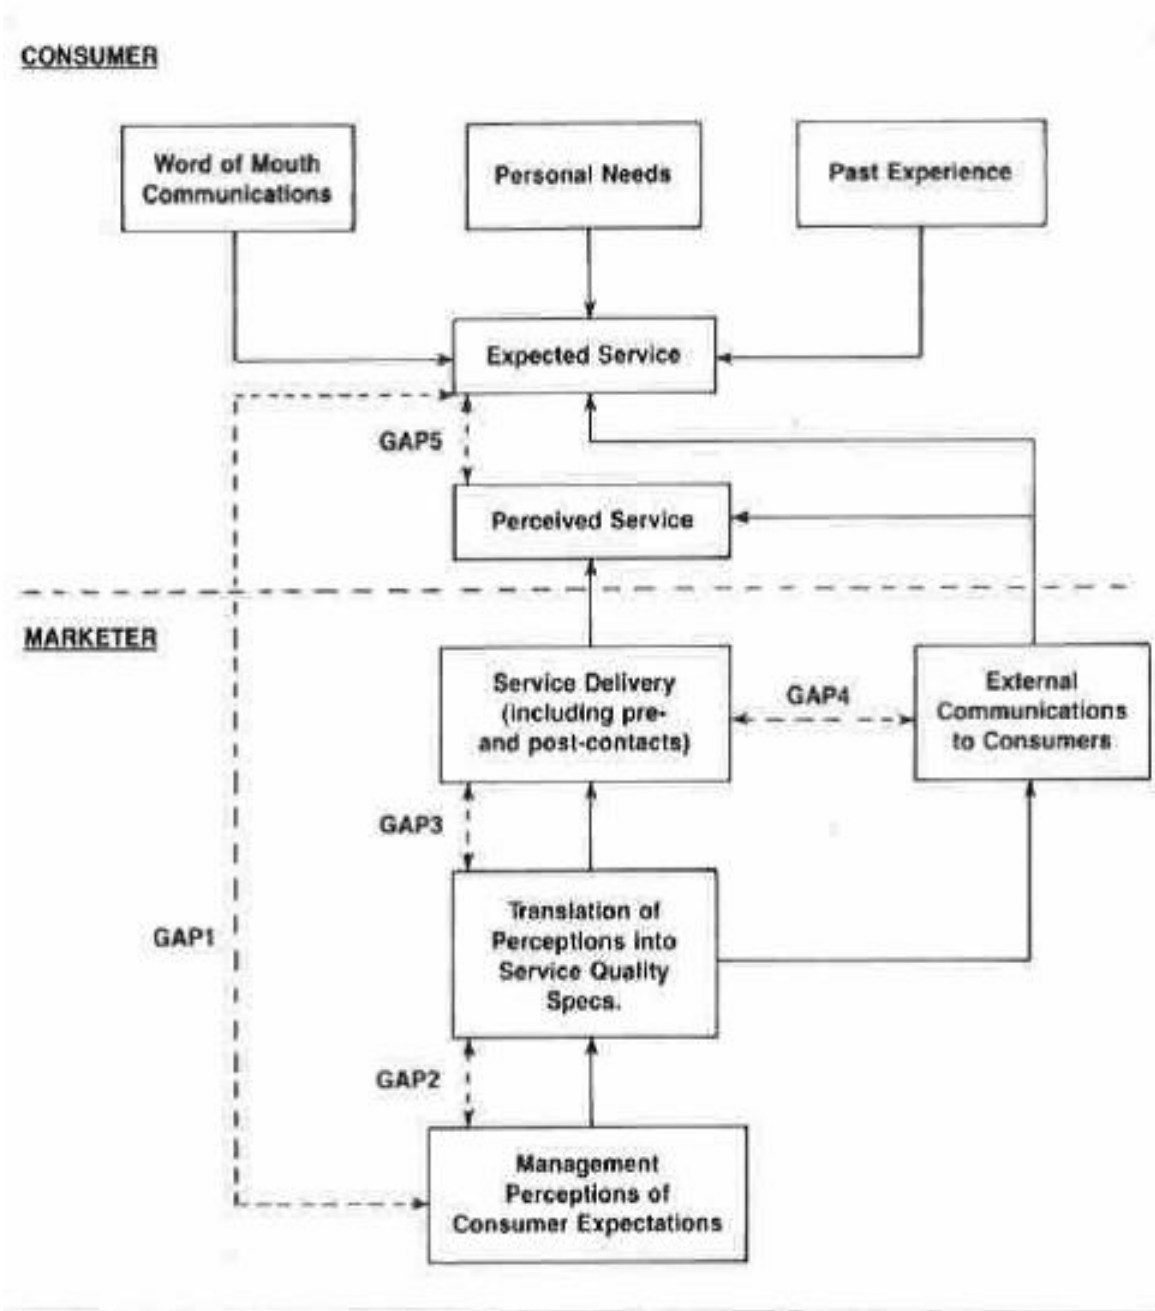 CONSUMER
Word of Mouth
Communications
Personal Needs
Past Experience
Expected Service
GAP5
Perceived Service
MARKETER
Service Delivery
(including pre-
and post-contacts)
GAP4
External
Communications
to Consumers
GAP3
Translation of
Perceptions into
Service Quality
Specs.
GAP1
GAP2
Management
Perceptions of
Consumer Expectations